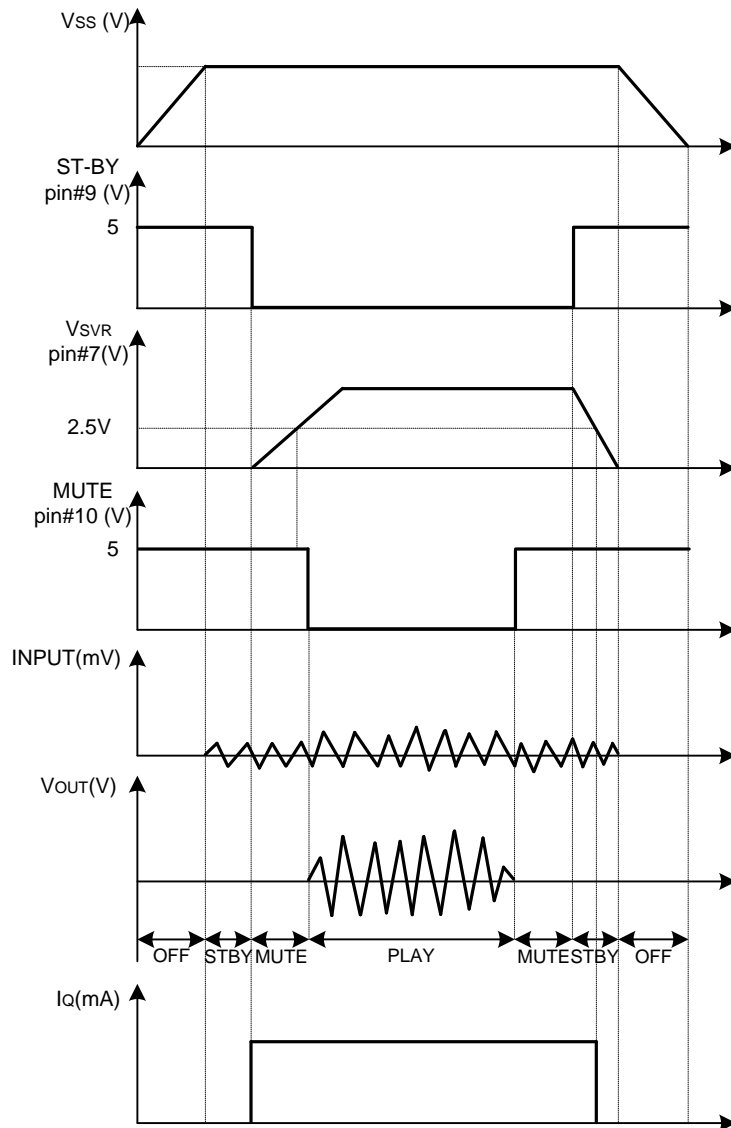 Vss (V)
ST-BY
pin#9 (V)
5
VSVR
pin#7(V)
2.5V
MUTE
pin#10 (V)
5
INPUT(mV)
VOUT(V)
OFF STBY MUTE PLAY MUTE STBY OFF
IQ(mA)